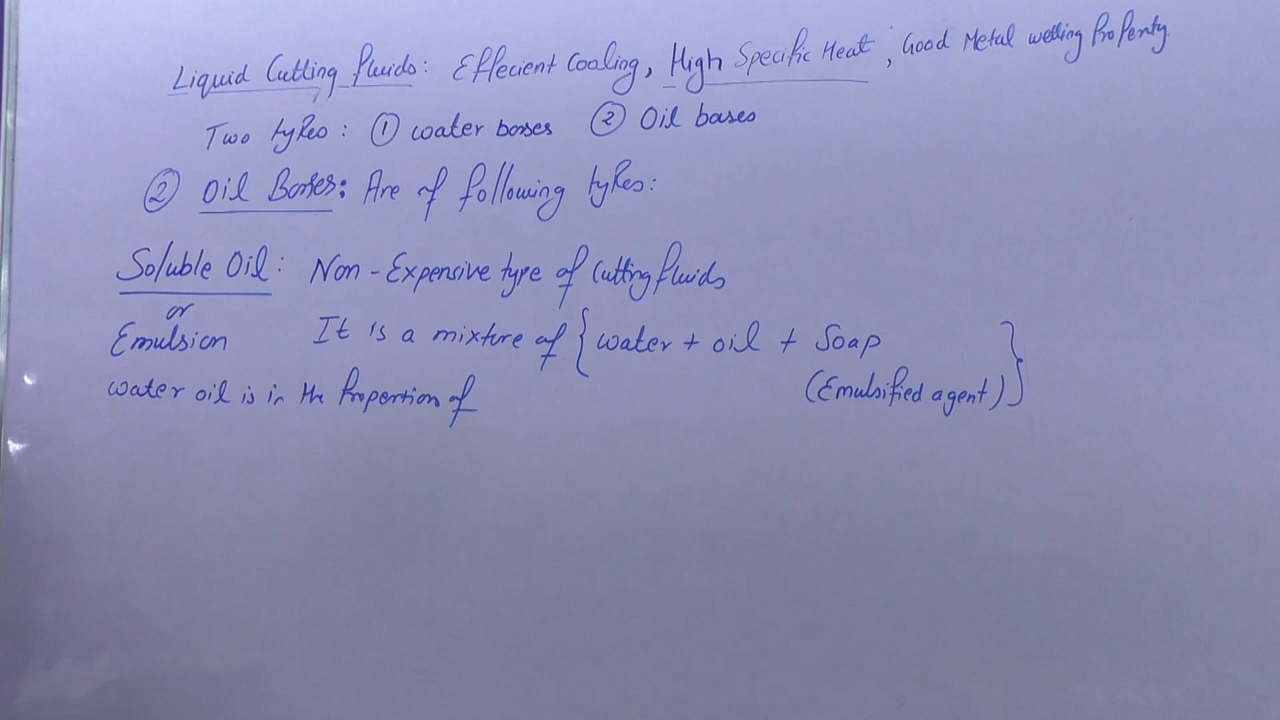 Liquid Cutting fluids: Effecient Cooling, High Specific Heat, Good Metal wetting Property.
Two types: ① water bases ② Oil bases
② Oil Bases: Are of following types:
Soluble Oil: Non-Expensive type of Cutting fluids
or
Emulsion It is a mixture of { water + oil + Soap
(Emulsified agent) }
water oil is in the Proportion of